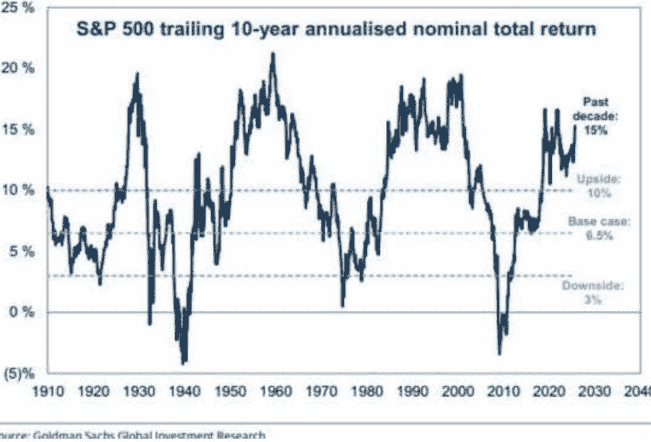 S&P 500 trailing 10-year annualised nominal total return
25 %
20 %
15 %
10 %
5 %
0 %
(5)%
Past
decade:
15%
Upside:
10%
Base case:
6.5%
Downside:
3%
1910 1920 1930 1940 1950 1960 1970 1980 1990 2000 2010 2020 2030 204
ource: Goldman Sachs Global Investment Research